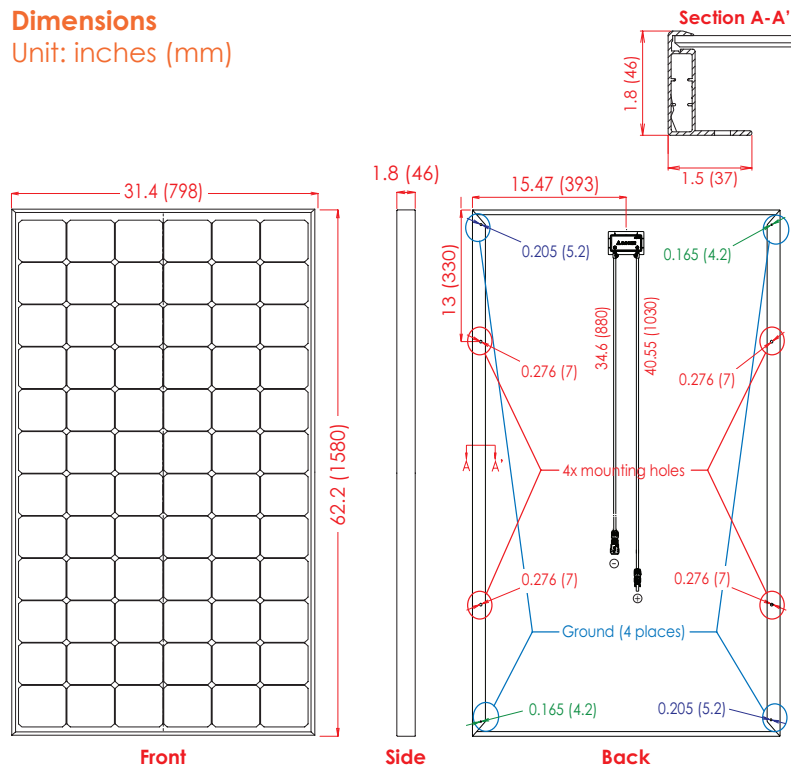 Dimensions
Unit: inches (mm)
Section A-A'
1.8 (46)
1.5 (37)
31.4 (798)
62.2 (1580)
Front
1.8 (46)
Side
15.47 (393)
13 (330)
0.205 (5.2)
0.165 (4.2)
34.6 (880)
40.55 (1030)
0.276 (7)
0.276 (7)
A
A'
4x mounting holes
−
+
0.276 (7)
0.276 (7)
Ground (4 places)
0.165 (4.2)
0.205 (5.2)
Back